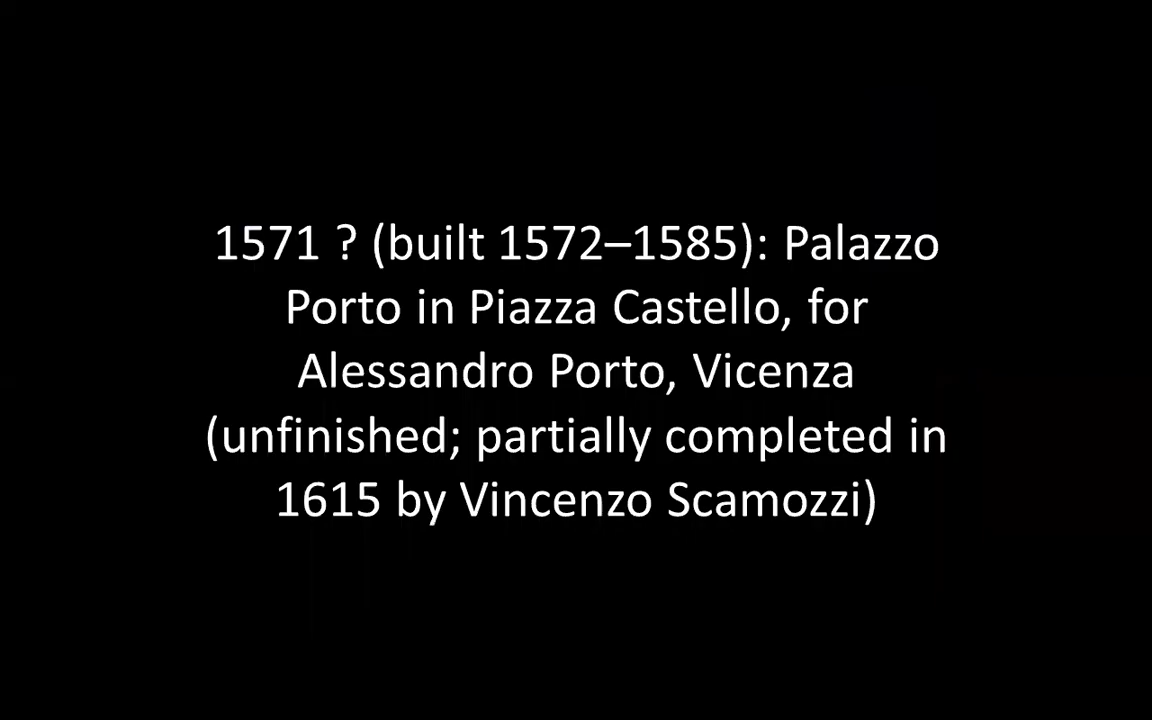 1571 ? (built 1572–1585): Palazzo
Porto in Piazza Castello, for
Alessandro Porto, Vicenza
(unfinished; partially completed in
1615 by Vincenzo Scamozzi)